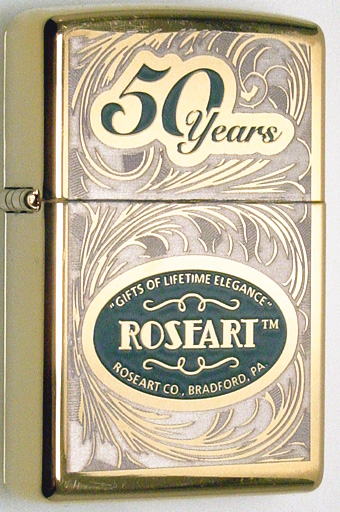 50
Years
"GIFTS OF LIFETIME ELEGANCE"
ROSEART™
ROSEART CO., BRADFORD, PA.